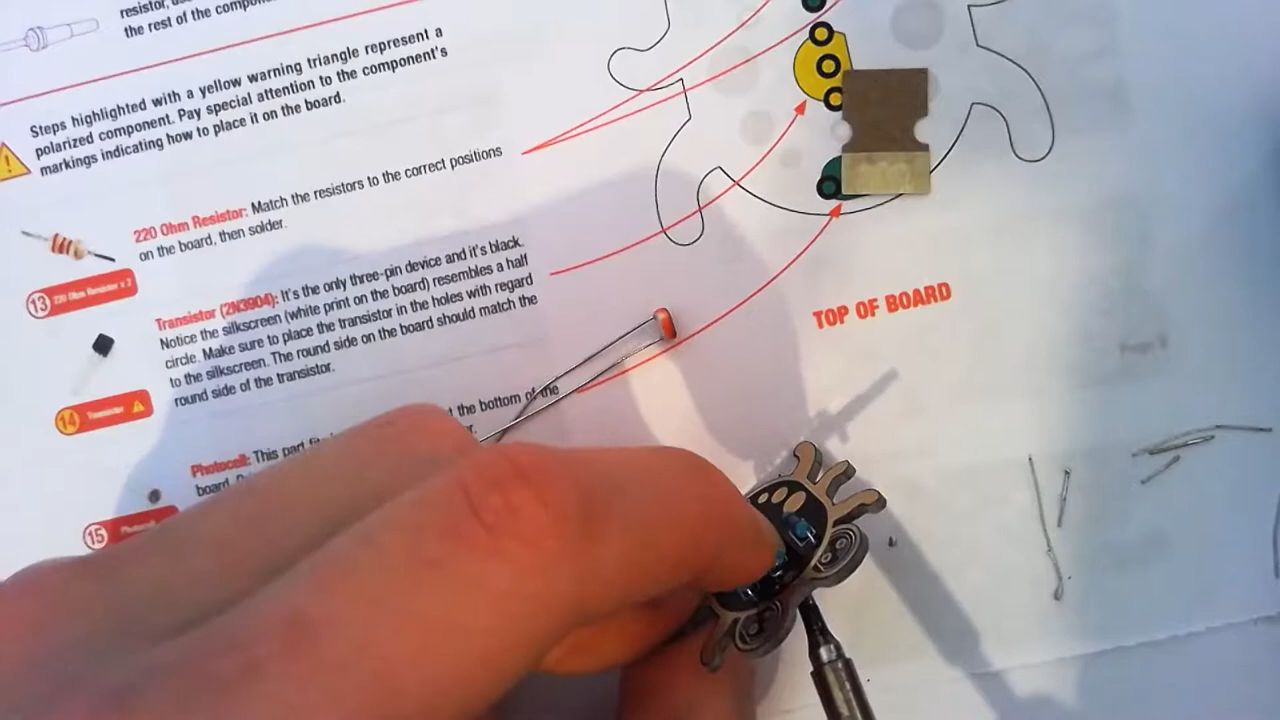 resistor,
the rest of the
Steps highlighted with a yellow warning triangle represent a
polarized component. Pay special attention to the component's
markings indicating how to place it on the board.
220 Ohm Resistor: Match the resistors to the correct positions
on the board, then solder.
13 220 Ohm Resistor x 2
Transistor (2N3904): It's the only three-pin device and it's black.
Notice the silkscreen (white print on the board) resembles a half
circle. Make sure to place the transistor in the holes with regard
to the silkscreen. The round side on the board should match the
round side of the transistor.
14 Transistor
Photocell: This part
the bottom of the
board.
15
TOP OF BOARD